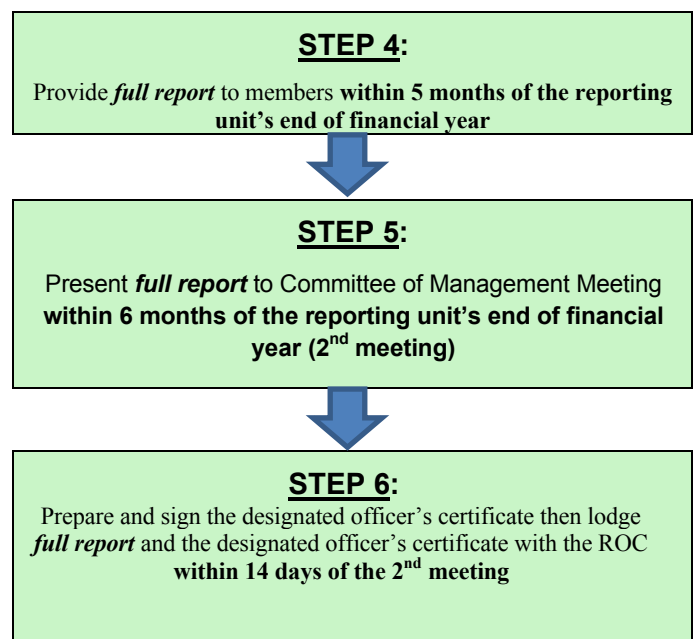 STEP 4:
Provide full report to members within 5 months of the reporting
unit's end of financial year
STEP 5:
Present full report to Committee of Management Meeting
within 6 months of the reporting unit's end of financial
year (2nd meeting)
STEP 6:
Prepare and sign the designated officer's certificate then lodge
full report and the designated officer's certificate with the ROC
within 14 days of the 2nd meeting